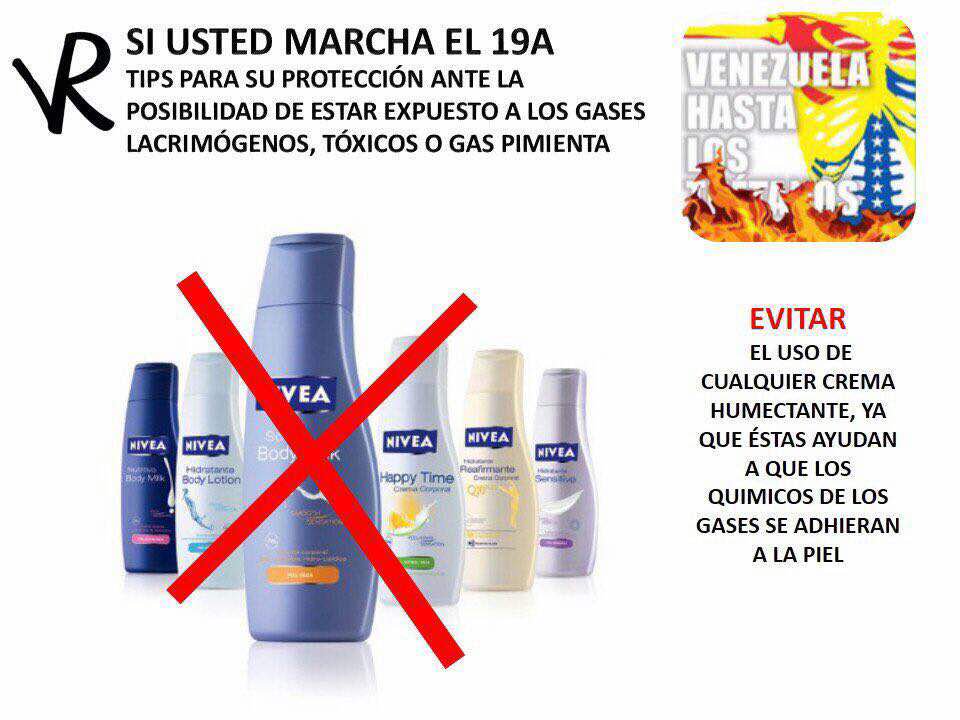 VR
SI USTED MARCHA EL 19A
TIPS PARA SU PROTECCIÓN ANTE LA
POSIBILIDAD DE ESTAR EXPUESTO A LOS GASES
LACRIMÓGENOS, TÓXICOS O GAS PIMIENTA
VENEZUELA
HASTA
LOS
EVITAR
EL USO DE
CUALQUIER CREMA
HUMECTANTE, YA
QUE ÉSTAS AYUDAN
A QUE LOS
QUIMICOS DE LOS
GASES SE ADHIERAN
A LA PIEL
NIVEA
Body Milk
NIVEA
Hidratante
Body Lotion
NIVEA
Body Milk
NIVEA
Happy Time
Crema Corporal
NIVEA
Hidratante
Reafirmante
Crema Corporal
Q10
NIVEA
Hidratante
Sensitive